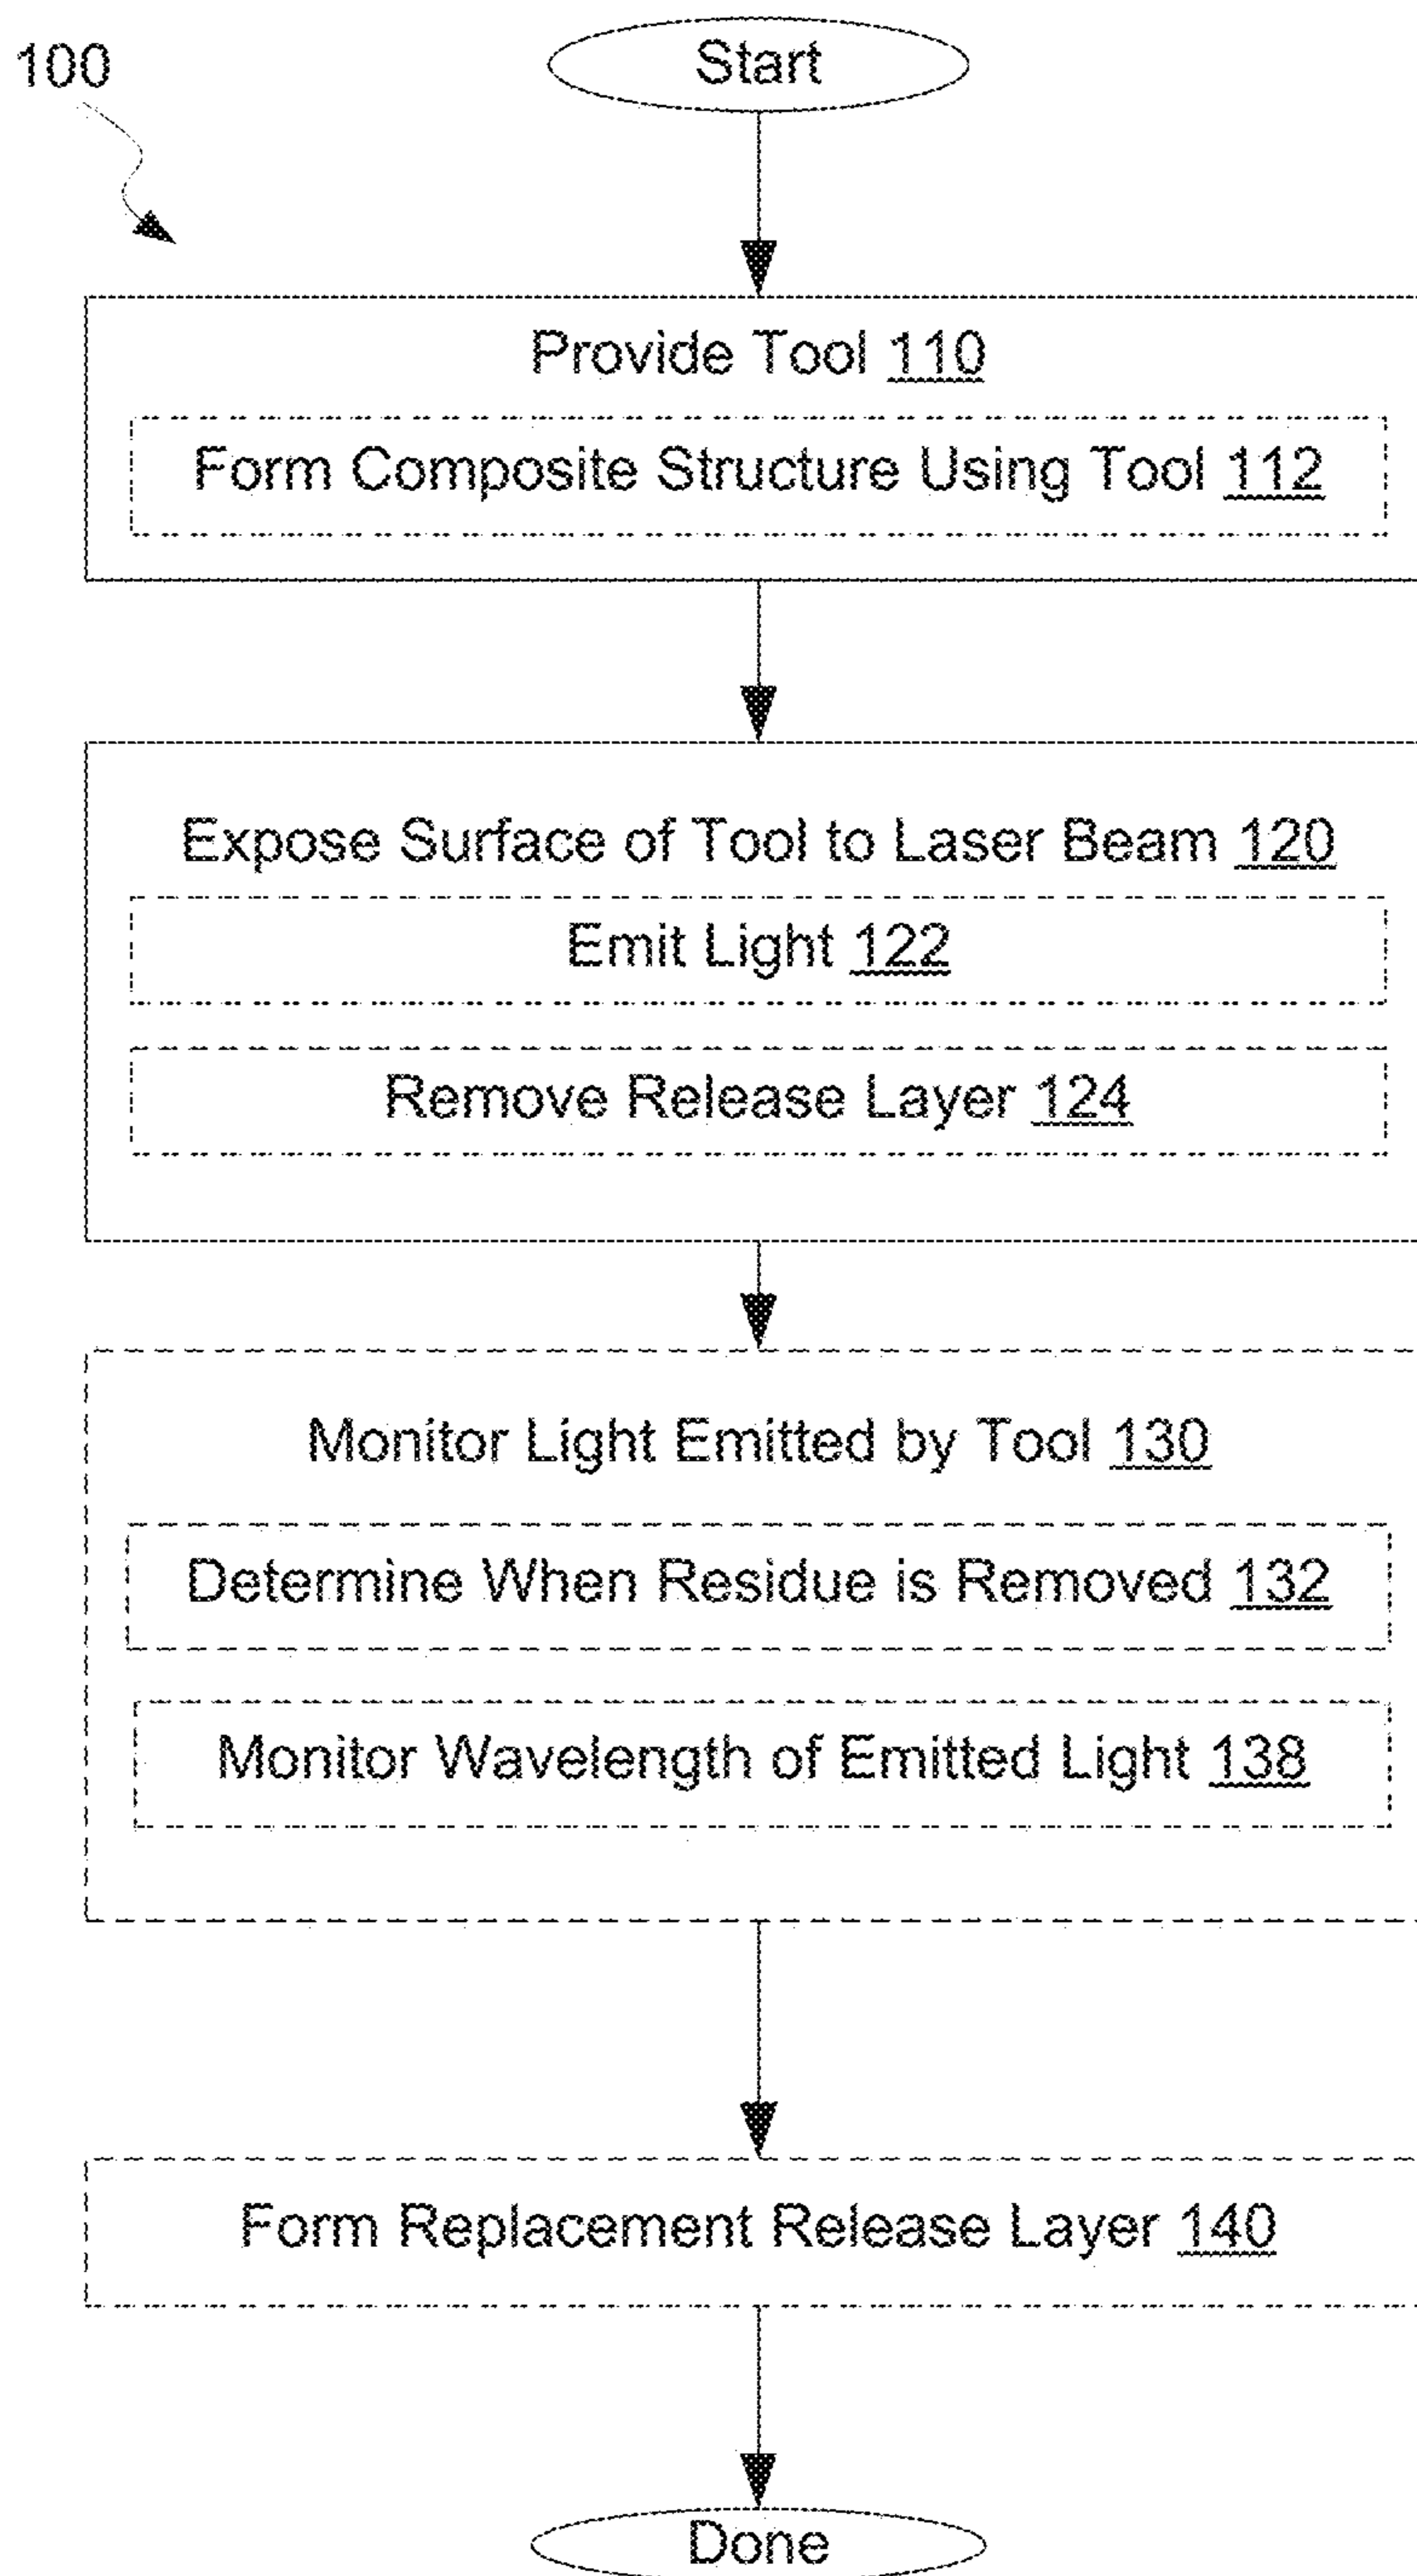 100
Start
Provide Tool 110
Form Composite Structure Using Tool 112
Expose Surface of Tool to Laser Beam 120
Emit Light 122
Remove Release Layer 124
Monitor Light Emitted by Tool 130
Determine When Residue is Removed 132
Monitor Wavelength of Emitted Light 138
Form Replacement Release Layer 140
Done